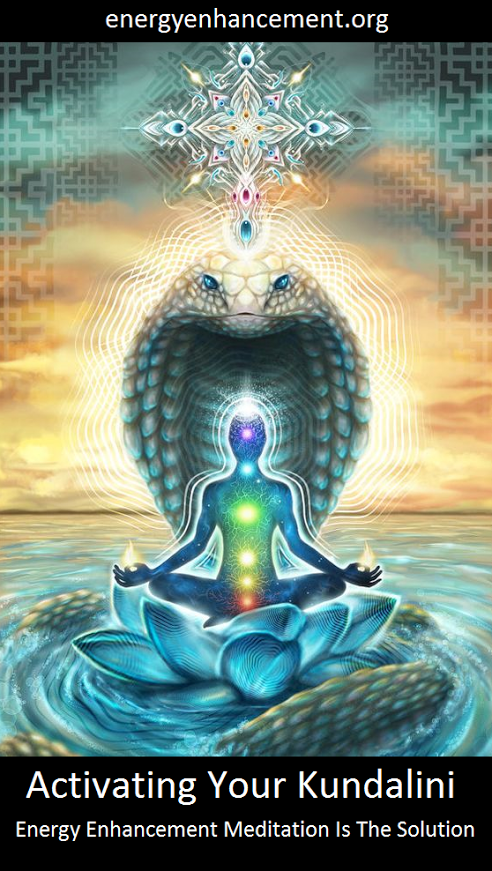 energyenhancement.org
Activating Your Kundalini
Energy Enhancement Meditation Is The Solution